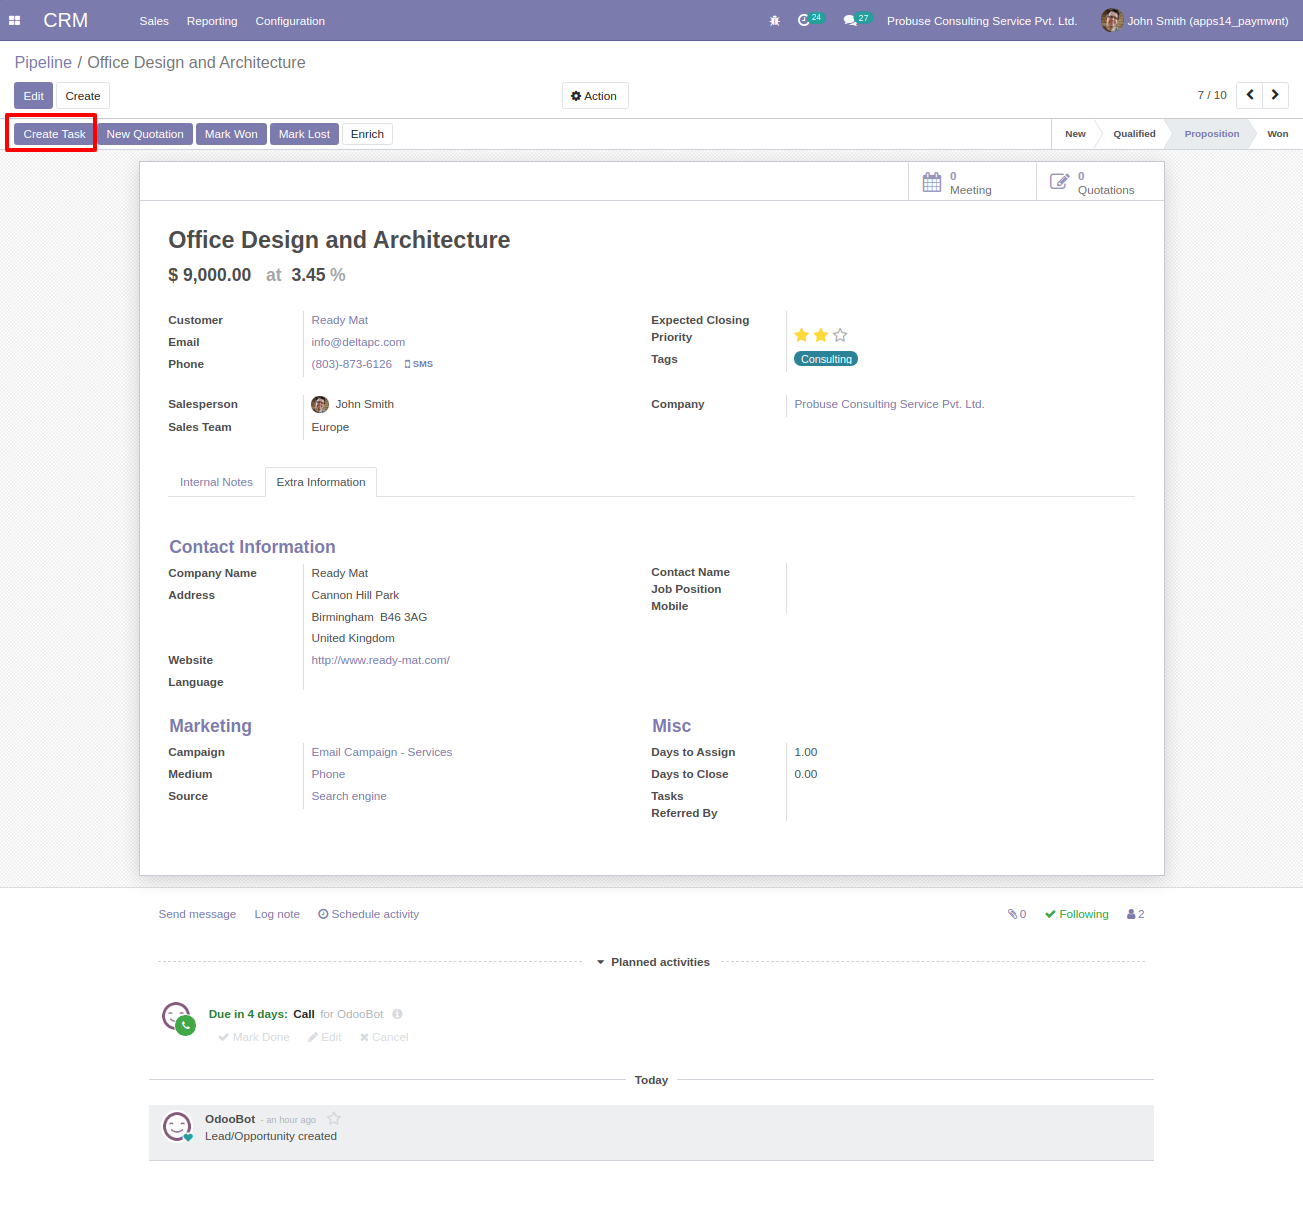 CRM Sales Reporting Configuration 24 27 Probuse Consulting Service Pvt. Ltd. John Smith (apps14_paymwnt)
Pipeline / Office Design and Architecture
Edit Create Action 7 / 10
Create Task New Quotation Mark Won Mark Lost Enrich New Qualified Proposition Won
0 Meeting
0 Quotations
Office Design and Architecture
$ 9,000.00 at 3.45 %
Customer Ready Mat
Email info@deltapc.com
Phone (803)-873-6126 SMS
Expected Closing
Priority
Tags Consulting
Salesperson John Smith
Sales Team Europe
Company Probuse Consulting Service Pvt. Ltd.
Internal Notes Extra Information
Contact Information
Company Name Ready Mat
Address Cannon Hill Park
Birmingham B46 3AG
United Kingdom
Website http://www.ready-mat.com/
Language
Contact Name
Job Position
Mobile
Marketing
Campaign Email Campaign - Services
Medium Phone
Source Search engine
Misc
Days to Assign 1.00
Days to Close 0.00
Tasks
Referred By
Send message Log note Schedule activity 0 Following 2
Planned activities
Due in 4 days: Call for OdooBot
Mark Done Edit Cancel
Today
OdooBot - an hour ago
Lead/Opportunity created